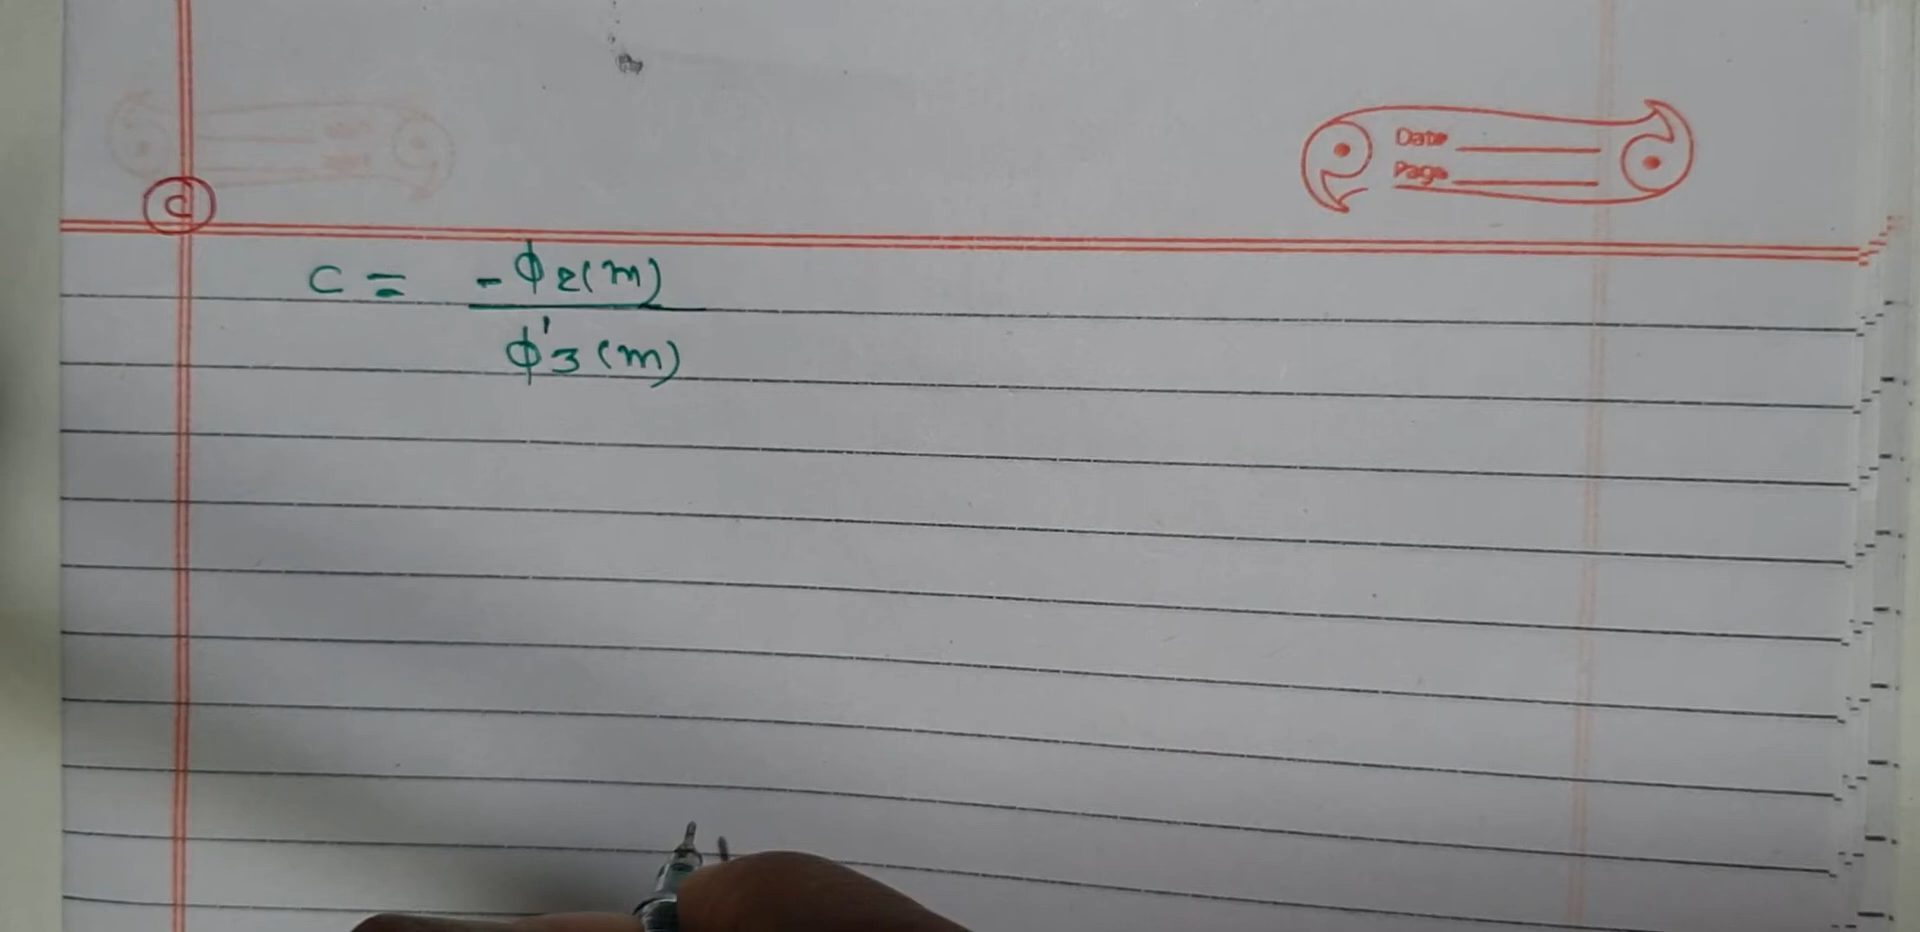 Date
Page
C
C = -ϕ2(m)
ϕ'3(m)